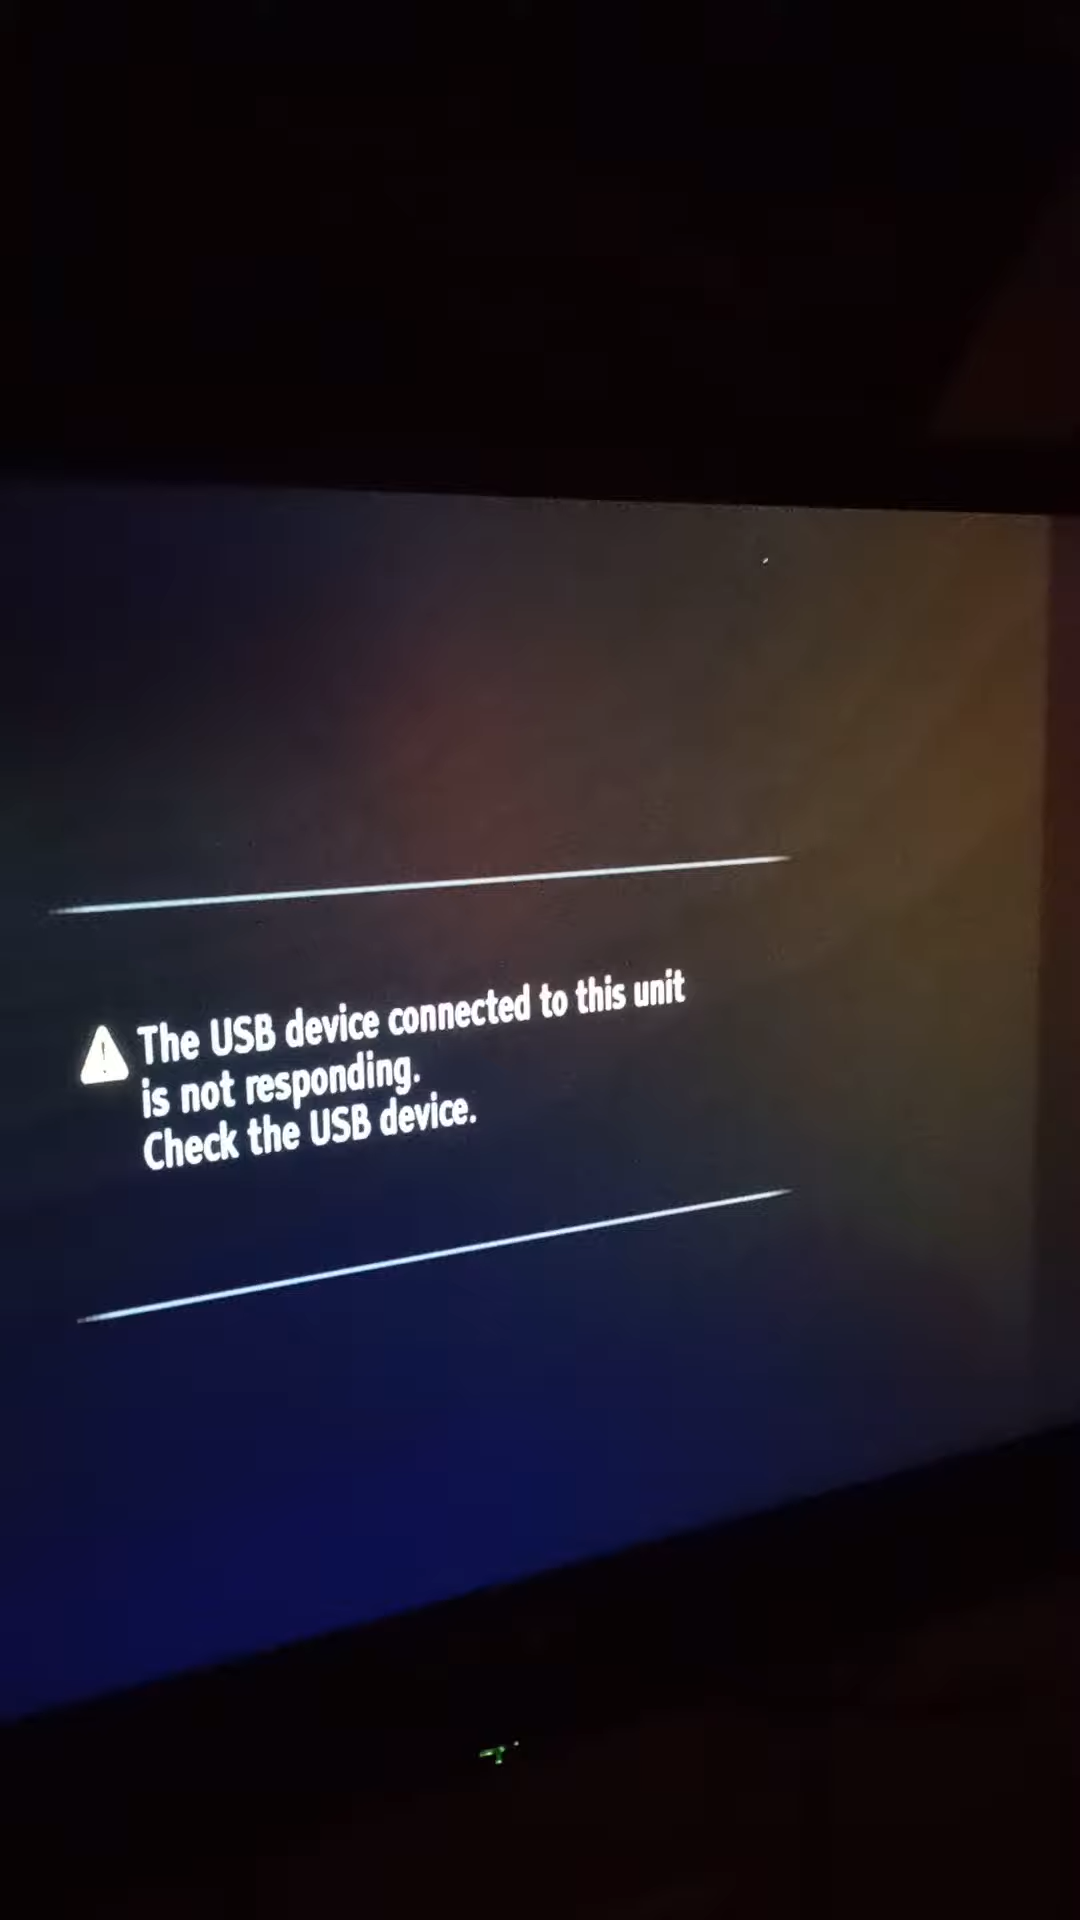 The USB device connected to this unit
is not responding.
Check the USB device.